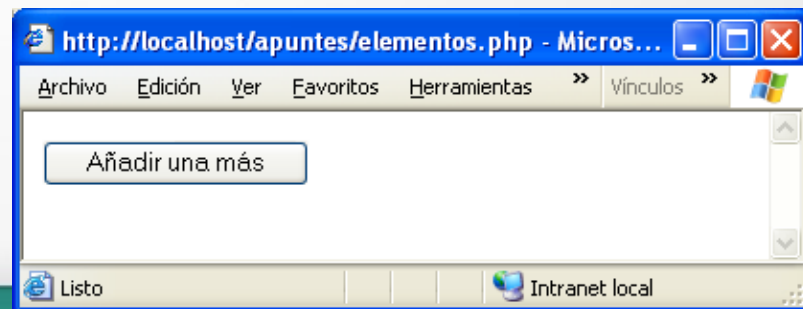 http://localhost/apuntes/elementos.php - Micros...
Archivo Edición Ver Favoritos Herramientas » Vínculos »
Añadir una más
Listo Intranet local